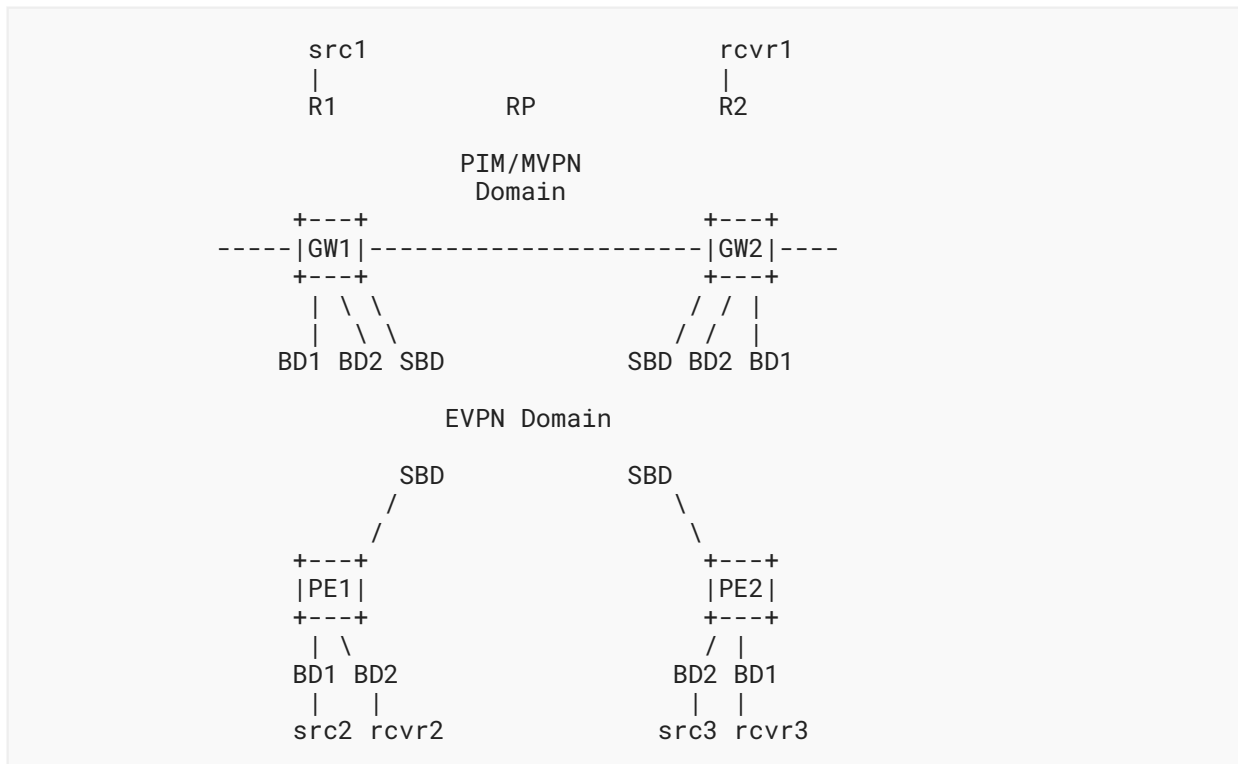 src1 rcvr1
| |
R1 RP R2
PIM/MVPN
Domain
+---+ +---+
-----|GW1|----------------------|GW2|----
+---+ +---+
| \ \ / / |
| \ \ / / |
BD1 BD2 SBD SBD BD2 BD1
EVPN Domain
SBD SBD
/ \
/ \
+---+ +---+
|PE1| |PE2|
+---+ +---+
| \ / |
BD1 BD2 BD2 BD1
| | | |
src2 rcvr2 src3 rcvr3